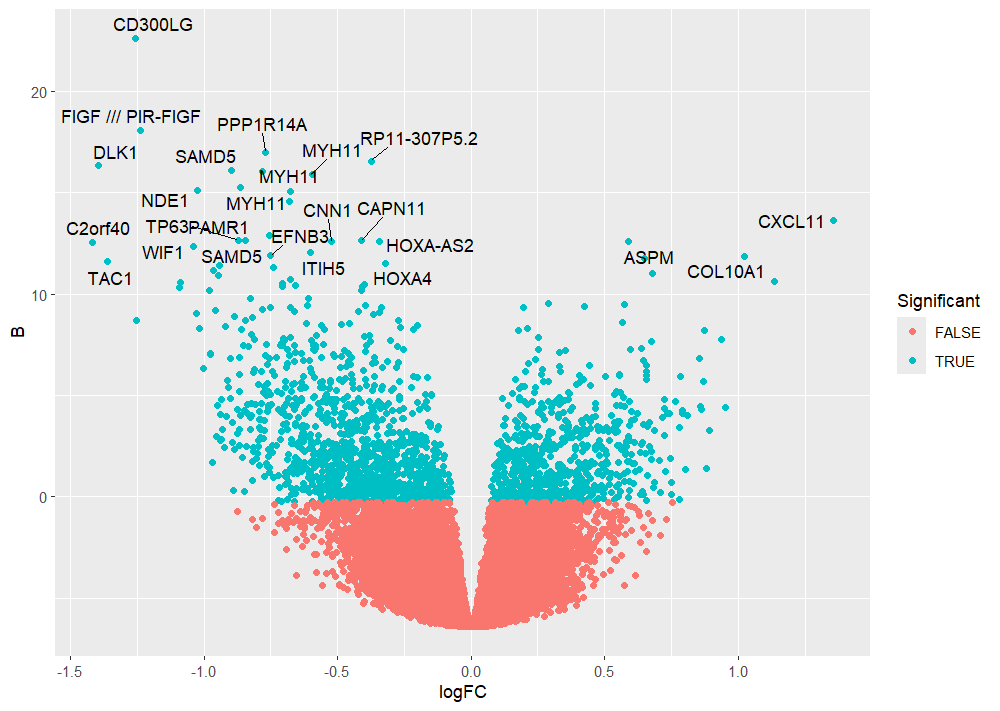 CD300LG
20
FIGF /// PIR-FIGF
PPP1R14A
RP11-307P5.2
DLK1
SAMD5
MYH11
MYH11
NDE1
MYH11
CNN1
CAPN11
CXCL11
C2orf40
TP63
PAMR1
EFNB3
HOXA-AS2
WIF1
SAMD5
ITIH5
ASPM
COL10A1
TAC1
HOXA4
10
0
B
-1.5
-1.0
-0.5
0.0
0.5
1.0
logFC
Significant
FALSE
TRUE